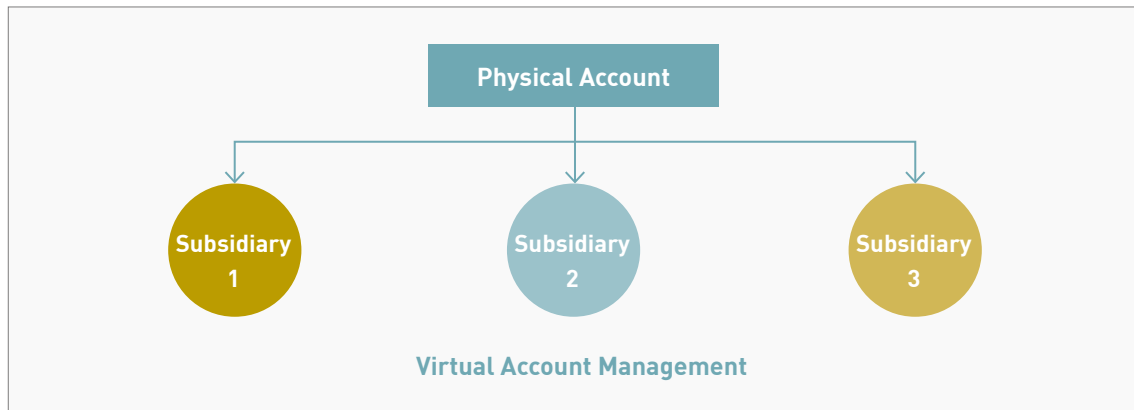 Physical Account
Subsidiary
1
Subsidiary
2
Subsidiary
3
Virtual Account Management